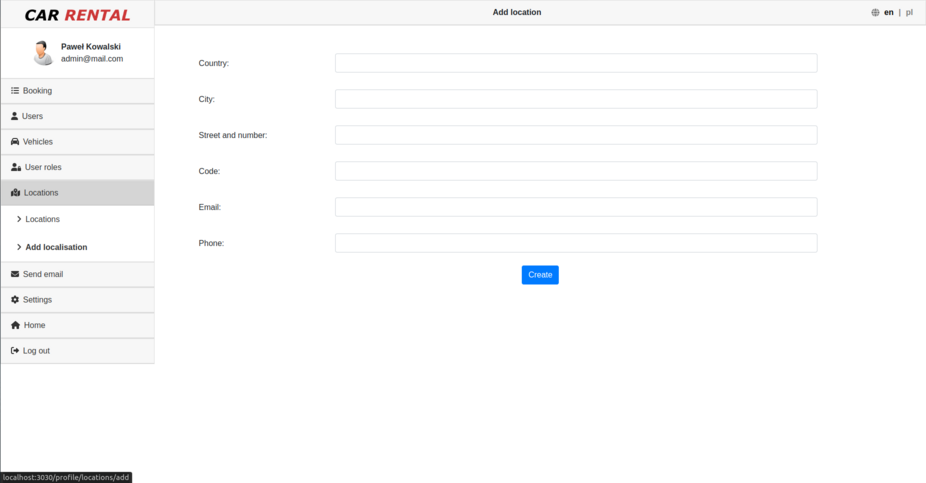 CAR RENTAL
Add location
en | pl
Paweł Kowalski
admin@mail.com
Booking
Users
Vehicles
User roles
Locations
Locations
Add localisation
Send email
Settings
Home
Log out
Country:
City:
Street and number:
Code:
Email:
Phone:
Create
localhost:3030/profile/locations/add